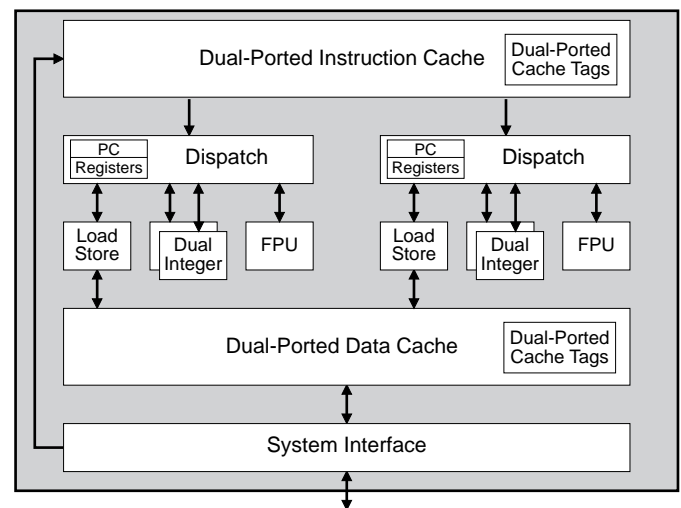 Dual-Ported Instruction Cache
Dual-Ported
Cache Tags
PC
Registers
Dispatch
PC
Registers
Dispatch
Load
Store
Dual
Integer
FPU
Load
Store
Dual
Integer
FPU
Dual-Ported Data Cache
Dual-Ported
Cache Tags
System Interface